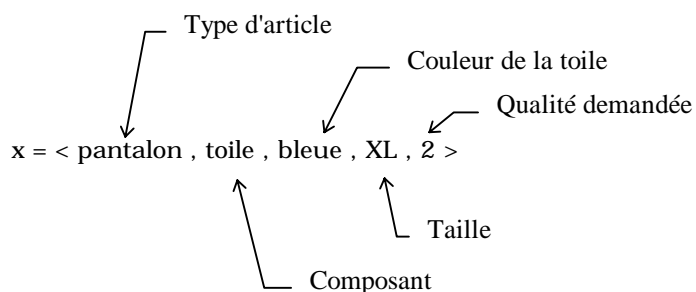 Type d'article
Couleur de la toile
Qualité demandée
x = < pantalon , toile , bleue , XL , 2 >
Taille
Composant